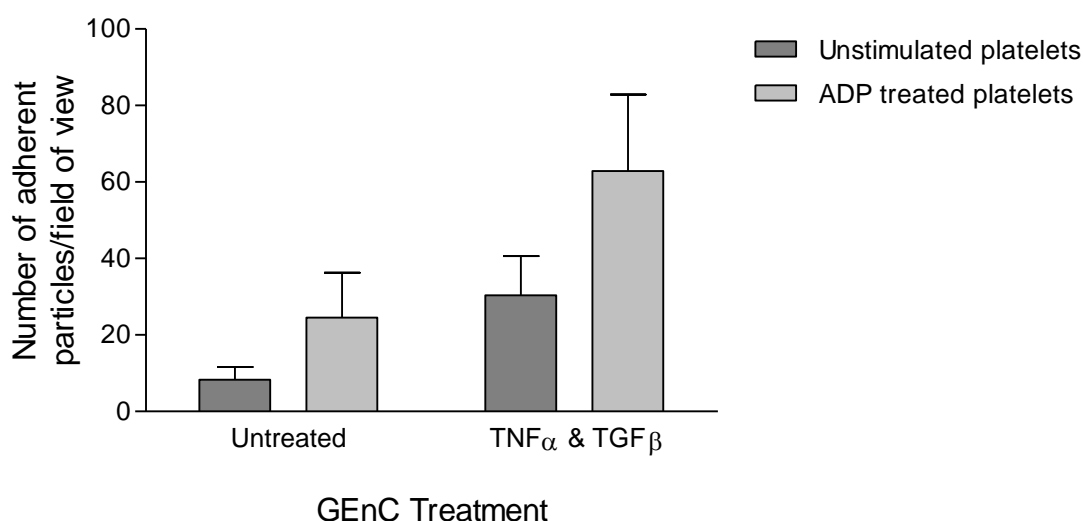 Number of adherent
particles/field of view
100
80
60
40
20
0
Untreated
TNFα & TGFβ
GEnC Treatment
Unstimulated platelets
ADP treated platelets